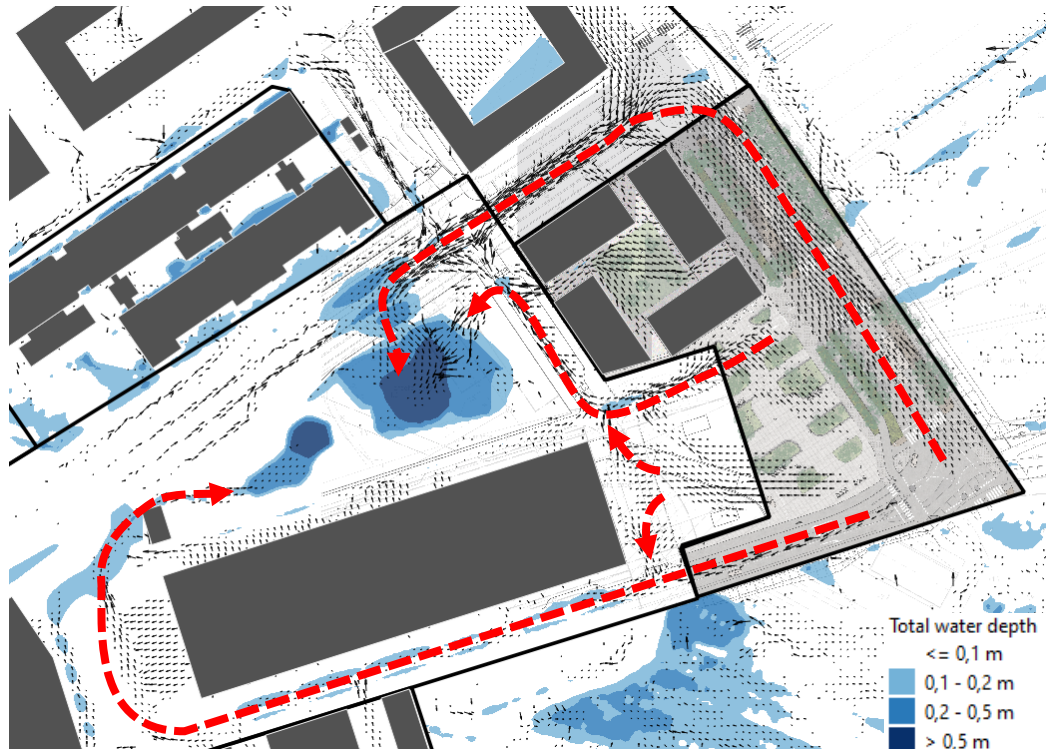 Total water depth
<= 0,1 m
0,1 - 0,2 m
0,2 - 0,5 m
> 0.5 m